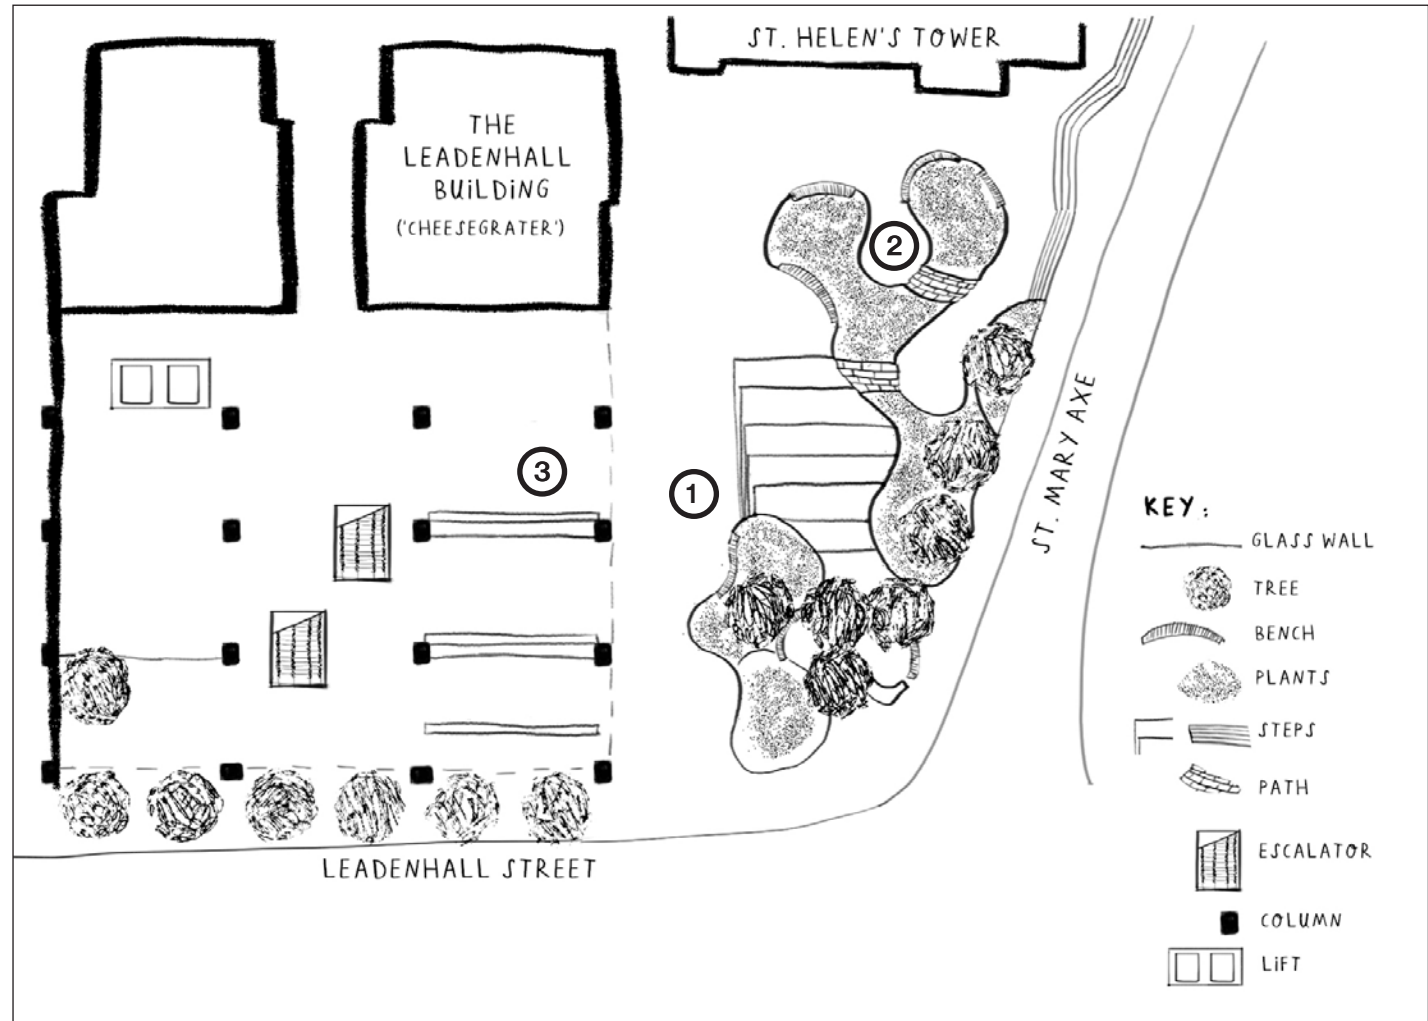 ST. HELEN'S TOWER
THE
LEADENHALL
BUILDING
('CHEESEGRATER')
2
3
1
ST. MARY AXE
LEADENHALL STREET
KEY:
GLASS WALL
TREE
BENCH
PLANTS
STEPS
PATH
ESCALATOR
COLUMN
LIFT